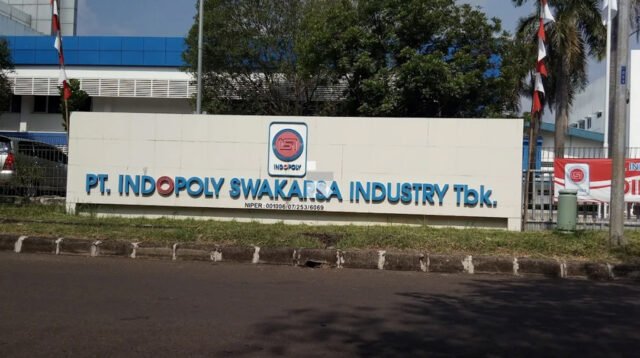 INDOPOLY
PT. INDOPOLY SWAKARSA INDUSTRY Tbk.
NIPER : 001006/07/253/6069